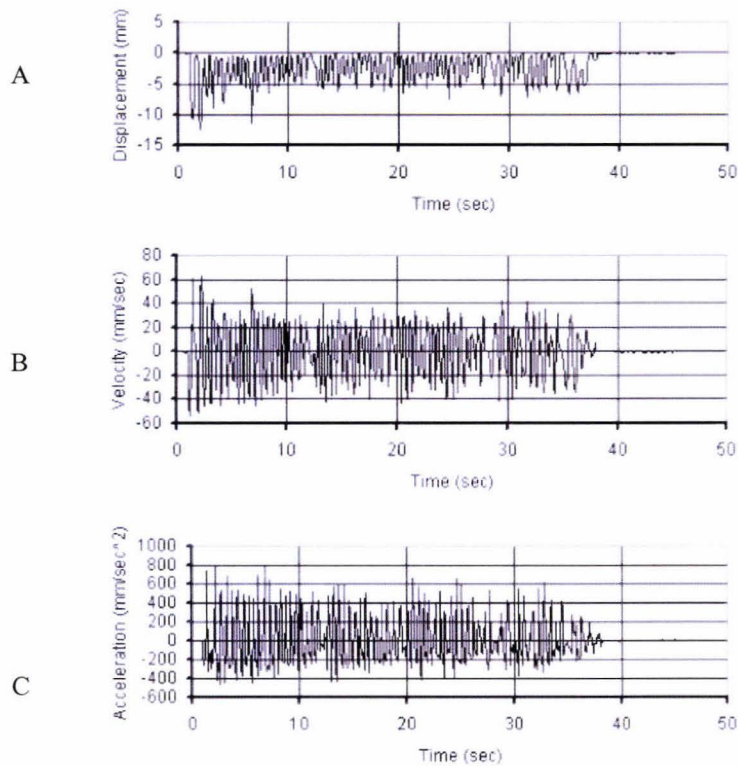 A
Displacement (mm)
5
0
-5
-10
-15
0 10 20 30 40 50
Time (sec)
B
Velocity (mm/sec)
80
60
40
20
0
-20
-40
-60
0 10 20 30 40 50
Time (sec)
C
Acceleration (mm/sec^2)
1000
800
600
400
200
0
-200
-400
-600
0 10 20 30 40 50
Time (sec)